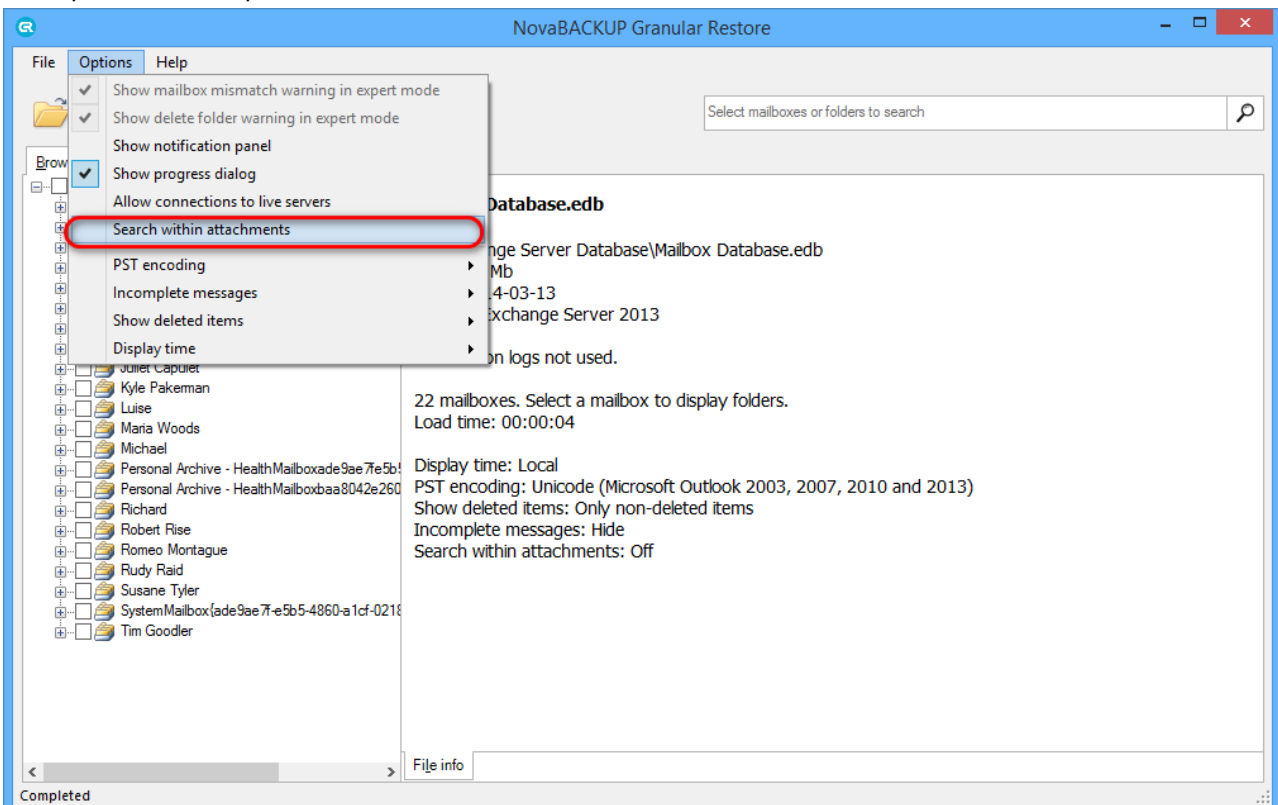 NovaBACKUP Granular Restore
File Options Help
Show mailbox mismatch warning in expert mode
Show delete folder warning in expert mode
Show notification panel
Show progress dialog
Allow connections to live servers
Search within attachments
PST encoding
Incomplete messages
Show deleted items
Display time
Select mailboxes or folders to search
Brow
Juliet Capulet
Kyle Pakerman
Luise
Maria Woods
Michael
Personal Archive - HealthMailboxade9ae7fe5b5
Personal Archive - HealthMailboxbaa8042e260
Richard
Robert Rise
Romeo Montague
Rudy Raid
Susane Tyler
SystemMailbox{ade9ae7f-e5b5-4860-a1cf-0218
Tim Goodler
Database.edb
nge Server Database\Mailbox Database.edb
Mb
4-03-13
xchange Server 2013
on logs not used.
22 mailboxes. Select a mailbox to display folders.
Load time: 00:00:04
Display time: Local
PST encoding: Unicode (Microsoft Outlook 2003, 2007, 2010 and 2013)
Show deleted items: Only non-deleted items
Incomplete messages: Hide
Search within attachments: Off
File info
Completed